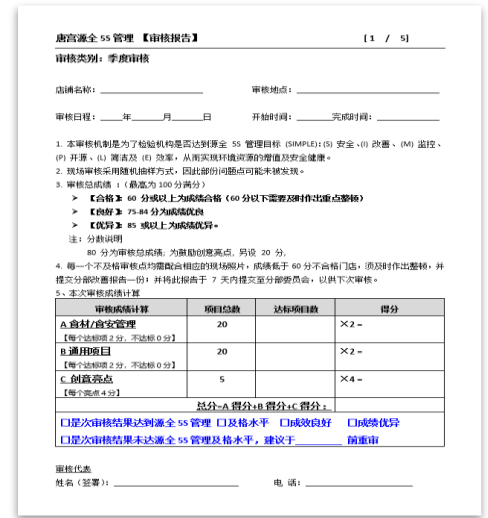 唐宫源全 5S 管理 【审核报告】 [ 1 / 5]
审核类别：季度审核
店铺名称：____________ 审核地点：____________
审核日程：_____年_______月_______日 开始时间：________完成时间：________
1. 本审核机制是为了检验机构是否达到源全 5S 管理目标 (SIMPLE):(S) 安全、(I) 改善、(M) 监控、
(P) 开源、(L) 简洁及 (E) 效率，从而实现环境资源的增值及安全健康。
2. 现场审核采用随机抽样方式，因此部份问题点可能未被发现。
3. 审核总成绩 ：(最高为 100 分满分)
➢ 【合格】：60 分或以上为成绩合格（60 分以下需要及时作出重点整顿）
➢ 【良好】：75-84 分为成绩优良
➢ 【优异】：85 或以上为成绩优异。
注：分数说明
80 分为审核总成绩; 为鼓励创意亮点, 另设 20 分,
4. 每一个不及格审核点均需配合相应的现场照片，成绩低于 60 分不合格门店，须及时作出整顿，并
提交分部改善报告一份；并将此报告于 7 天内提交至分部委员会，以供下次审核。
5、本次审核成绩计算
审核成绩计算 项目总数 达标项目数 得分
A 食材/食安管理 20 ×2 =
【每个达标项 2 分，不达标 0 分】
B 通用项目 20 ×2 =
【每个达标项 2 分，不达标 0 分】
C 创意亮点 5 ×4 =
【每个亮点 4 分】
总分=A 得分+B 得分+C 得分：
口是次审核结果达到源全 5S 管理 口及格水平 口成效良好 口成绩优异
口是次审核结果未达源全 5S 管理及格水平，建议于_________ 前重审
审核代表
姓名（签署）：____________ 电 话：____________